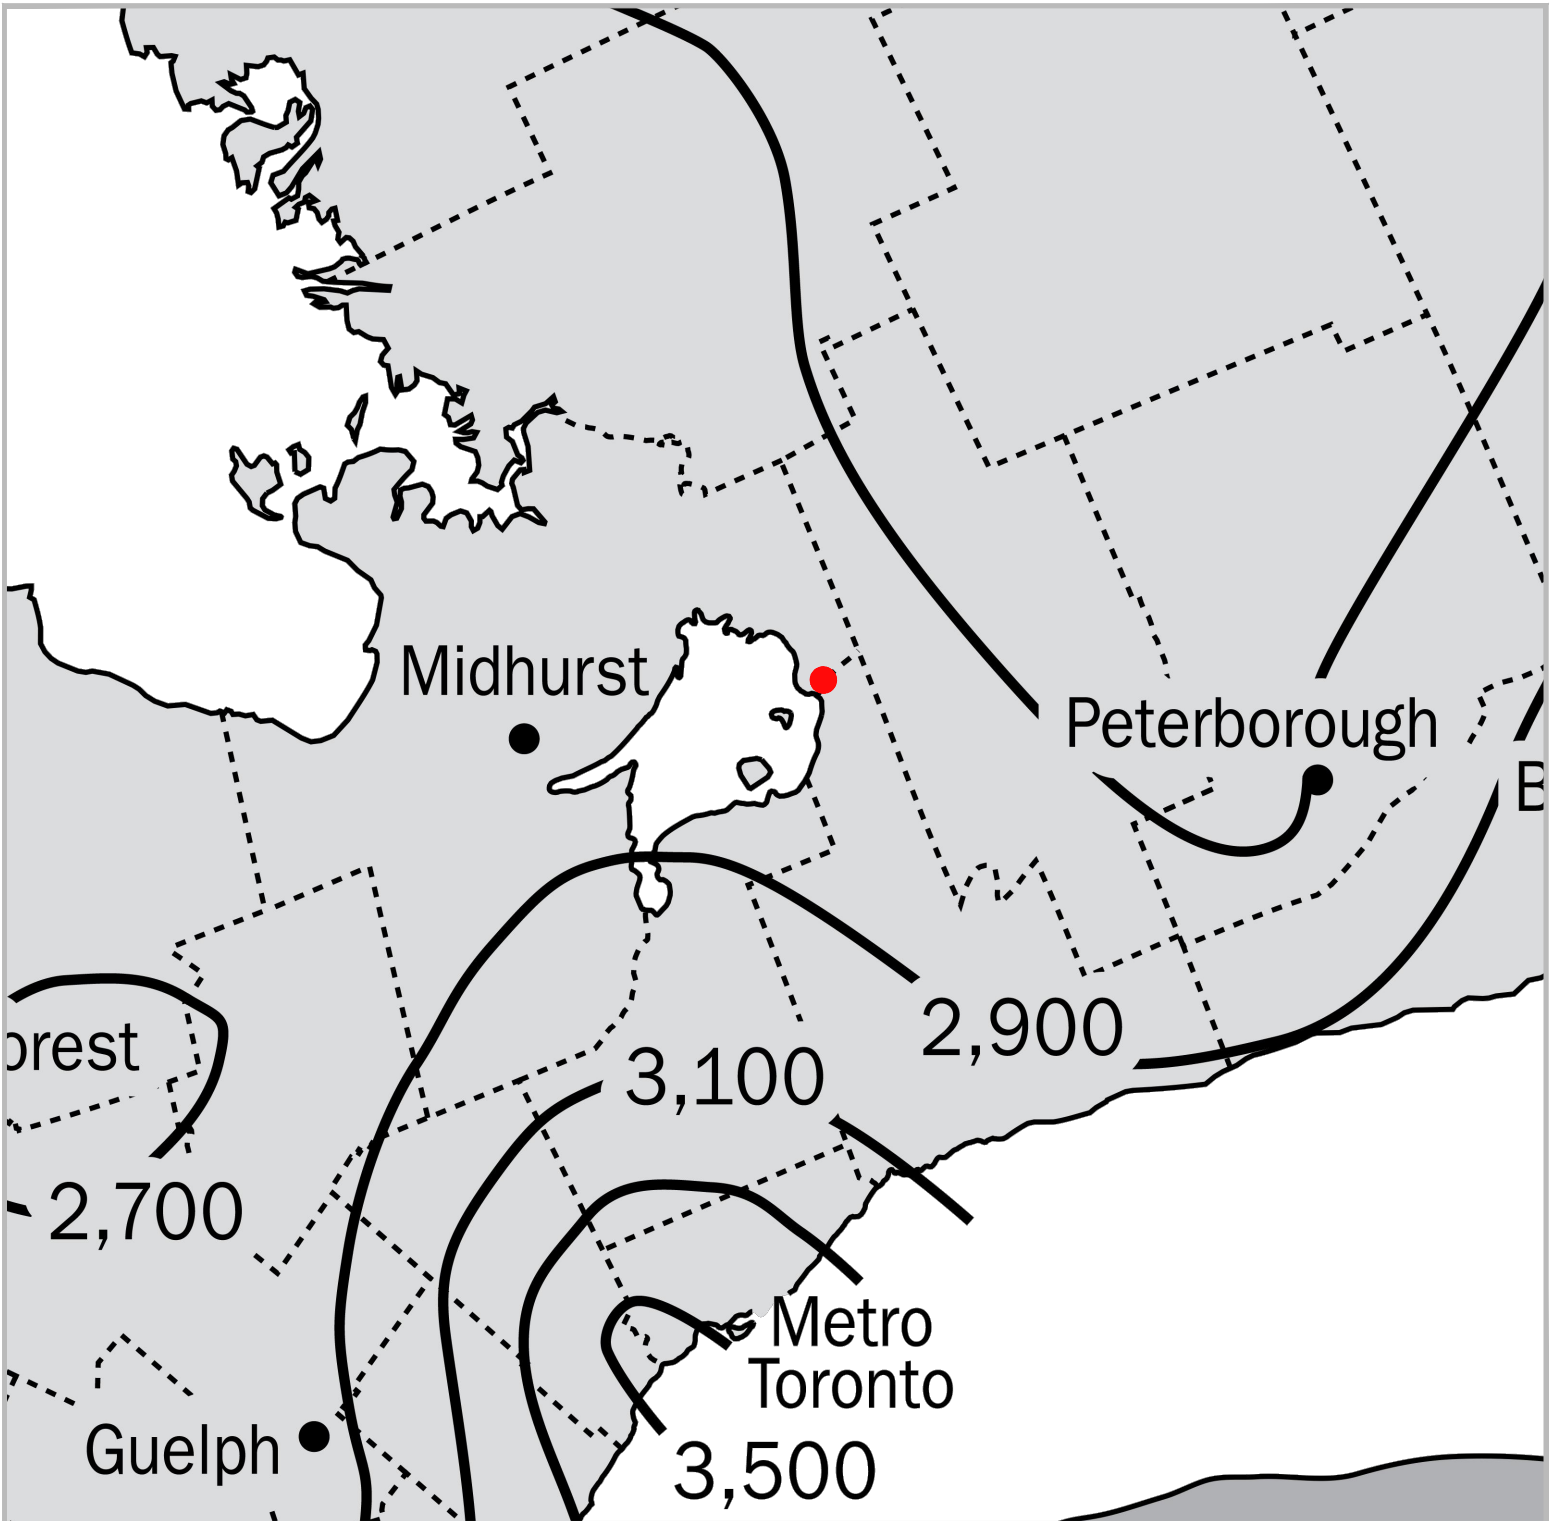 Midhurst
Peterborough
B
orest
2,900
3,100
2,700
Metro
Toronto
Guelph
3,500